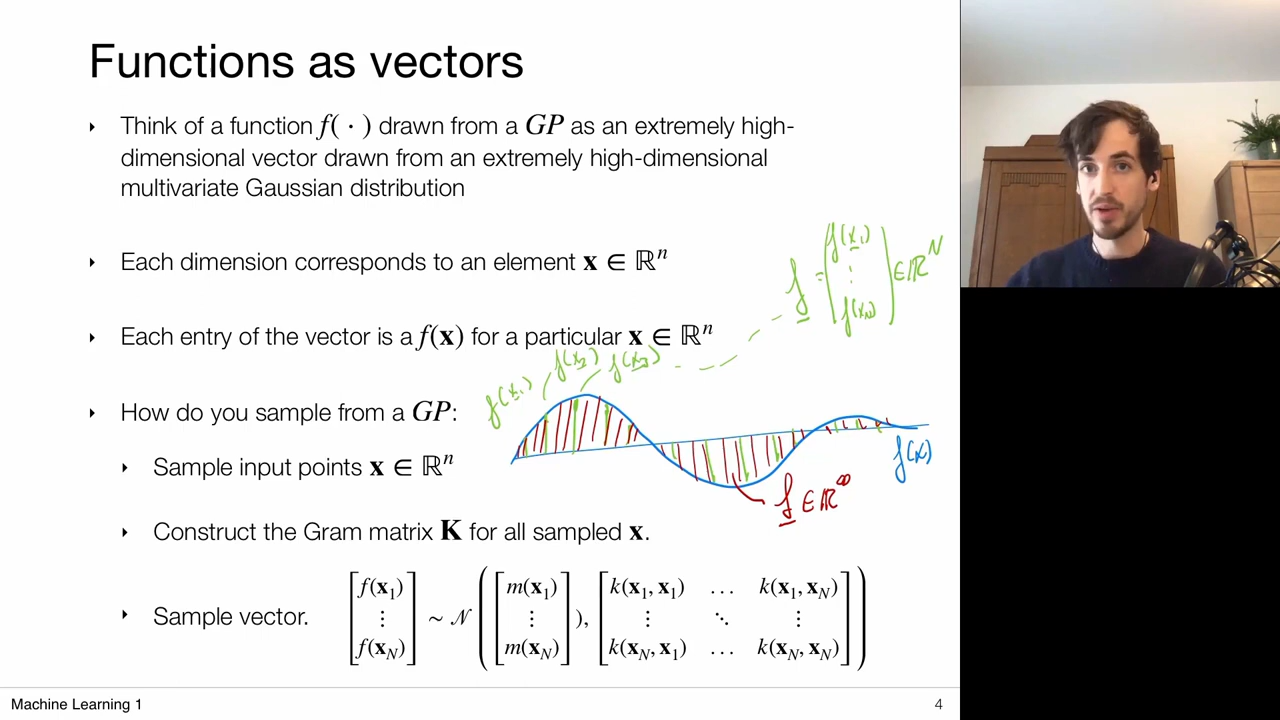 Functions as vectors
‣ Think of a function f( · ) drawn from a GP as an extremely high-
dimensional vector drawn from an extremely high-dimensional
multivariate Gaussian distribution
‣ Each dimension corresponds to an element x ∈ ℝⁿ
‣ Each entry of the vector is a f(x) for a particular x ∈ ℝⁿ
f = [f(x₁) ⋮ f(x_N)] ∈ ℝᴺ
f(x₁) f(x₂) f(x₃)
‣ How do you sample from a GP:
‣ Sample input points x ∈ ℝⁿ
f(x)
f ∈ ℝ^∞
‣ Construct the Gram matrix K for all sampled x.
‣ Sample vector.
f(x₁) m(x₁) k(x₁, x₁) … k(x₁, x_N)
⋮ ~ 𝒩 ( ⋮ ), ⋮ ⋱ ⋮ )
f(x_N) m(x_N) k(x_N, x₁) … k(x_N, x_N)
Machine Learning 1
4